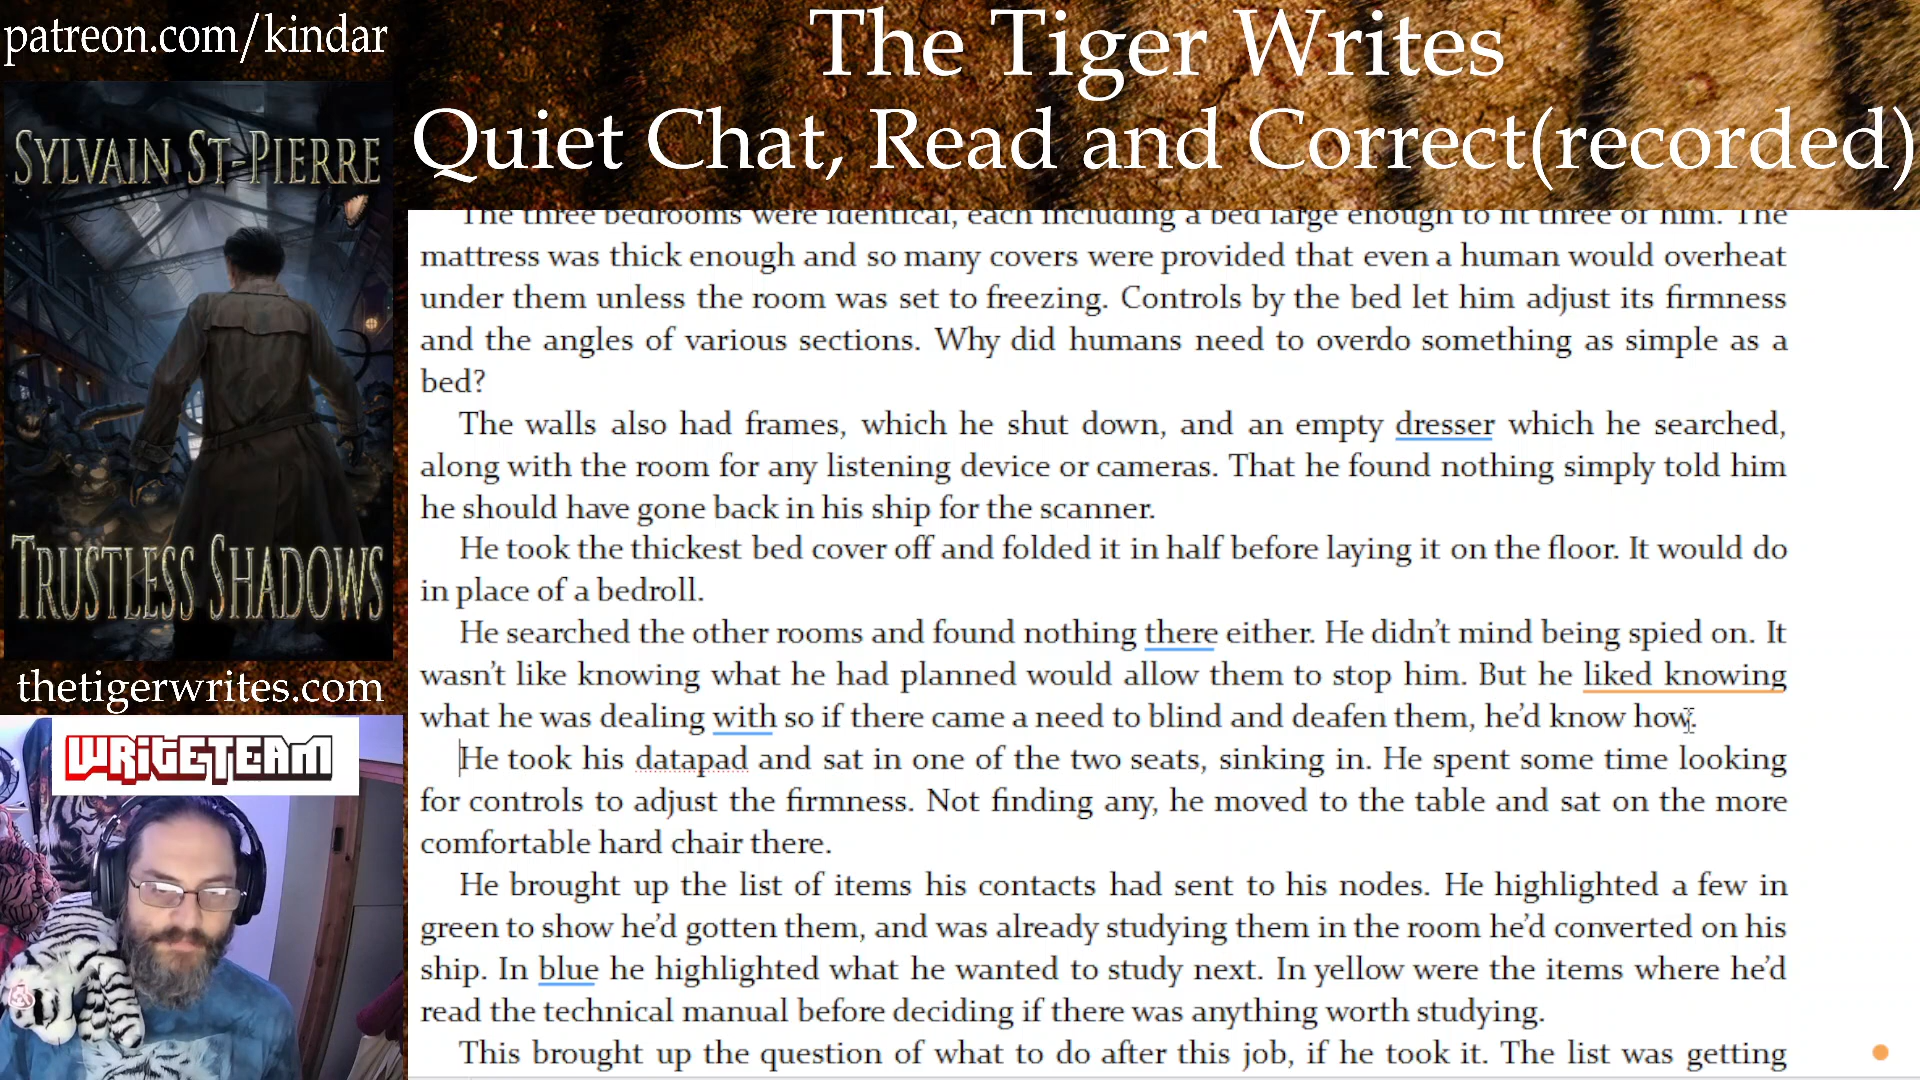 patreon.com/kindar
SYLVAIN ST-PIERRE
TRUSTLESS SHADOWS
thetigerwrites.com
WRITETEAM
The Tiger Writes
Quiet Chat, Read and Correct(recorded)
The three bedrooms were identical, each including a bed large enough to fit three of him. The
mattress was thick enough and so many covers were provided that even a human would overheat
under them unless the room was set to freezing. Controls by the bed let him adjust its firmness
and the angles of various sections. Why did humans need to overdo something as simple as a
bed?
The walls also had frames, which he shut down, and an empty dresser which he searched,
along with the room for any listening device or cameras. That he found nothing simply told him
he should have gone back in his ship for the scanner.
He took the thickest bed cover off and folded it in half before laying it on the floor. It would do
in place of a bedroll.
He searched the other rooms and found nothing there either. He didn’t mind being spied on. It
wasn’t like knowing what he had planned would allow them to stop him. But he liked knowing
what he was dealing with so if there came a need to blind and deafen them, he’d know how.
He took his datapad and sat in one of the two seats, sinking in. He spent some time looking
for controls to adjust the firmness. Not finding any, he moved to the table and sat on the more
comfortable hard chair there.
He brought up the list of items his contacts had sent to his nodes. He highlighted a few in
green to show he’d gotten them, and was already studying them in the room he’d converted on his
ship. In blue he highlighted what he wanted to study next. In yellow were the items where he’d
read the technical manual before deciding if there was anything worth studying.
This brought up the question of what to do after this job, if he took it. The list was getting